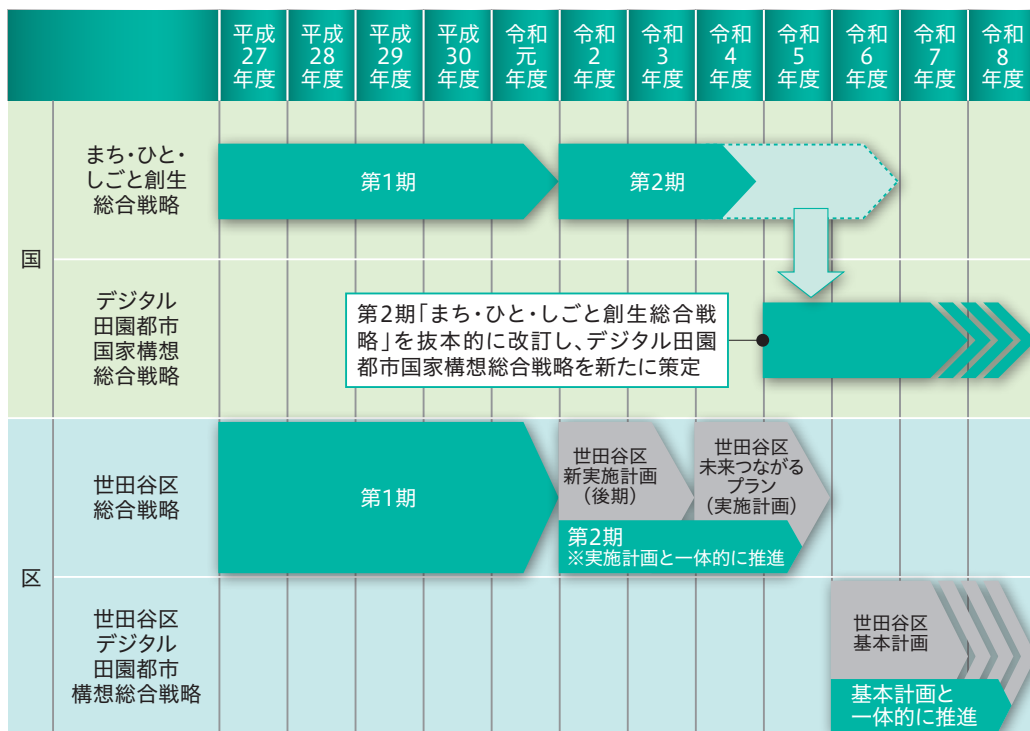 平成
27
年度
平成
28
年度
平成
29
年度
平成
30
年度
令和
元
年度
令和
2
年度
令和
3
年度
令和
4
年度
令和
5
年度
令和
6
年度
令和
7
年度
令和
8
年度
国
まち・ひと・
しごと創生
総合戦略
第1期
第2期
デジタル
田園都市
国家構想
総合戦略
第2期「まち・ひと・しごと創生総合戦
略」を抜本的に改訂し、デジタル田園
都市国家構想総合戦略を新たに策定
区
世田谷区
総合戦略
第1期
世田谷区
新実施計画
（後期）
世田谷区
未来つながる
プラン
（実施計画）
第2期
※実施計画と一体的に推進
世田谷区
デジタル
田園都市
構想総合戦略
世田谷区
基本計画
基本計画と
一体的に推進